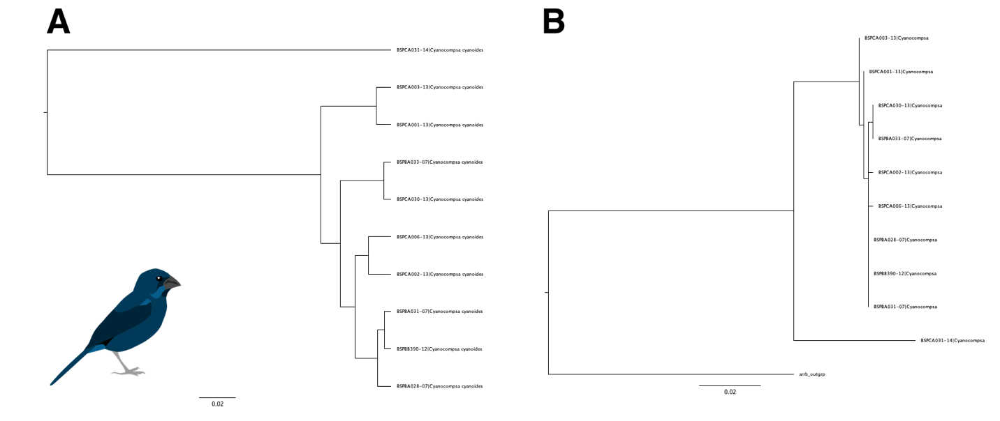 A
BSPCA031-14|Cyanocompsa cyanoides
BSPCA003-13|Cyanocompsa cyanoides
BSPCA001-13|Cyanocompsa cyanoides
BSPBA033-07|Cyanocompsa cyanoides
BSPCA030-13|Cyanocompsa cyanoides
BSPCA006-13|Cyanocompsa cyanoides
BSPCA002-13|Cyanocompsa cyanoides
BSPBA031-07|Cyanocompsa cyanoides
BSPBB390-12|Cyanocompsa cyanoides
BSPBA028-07|Cyanocompsa cyanoides
0.02
B
BSPCA003-13|Cyanocompsa
BSPCA001-13|Cyanocompsa
BSPCA030-13|Cyanocompsa
BSPBA033-07|Cyanocompsa
BSPCA002-13|Cyanocompsa
BSPCA006-13|Cyanocompsa
BSPBA028-07|Cyanocompsa
BSPBB390-12|Cyanocompsa
BSPBA031-07|Cyanocompsa
BSPCA031-14|Cyanocompsa
arrb_outgrp
0.02